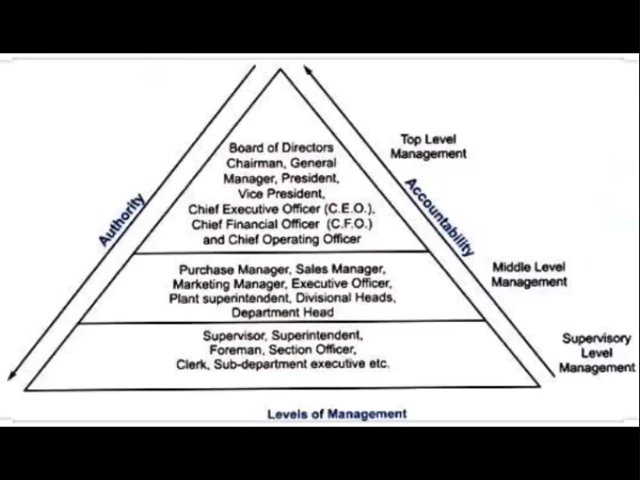 Board of Directors
Chairman, General
Manager, President,
Vice President,
Chief Executive Officer (C.E.O.),
Chief Financial Officer (C.F.O.)
and Chief Operating Officer
Purchase Manager, Sales Manager,
Marketing Manager, Executive Officer,
Plant superintendent, Divisional Heads,
Department Head
Supervisor, Superintendent,
Foreman, Section Officer,
Clerk, Sub-department executive etc.
Authority
Accountability
Top Level
Management
Middle Level
Management
Supervisory
Level
Management
Levels of Management